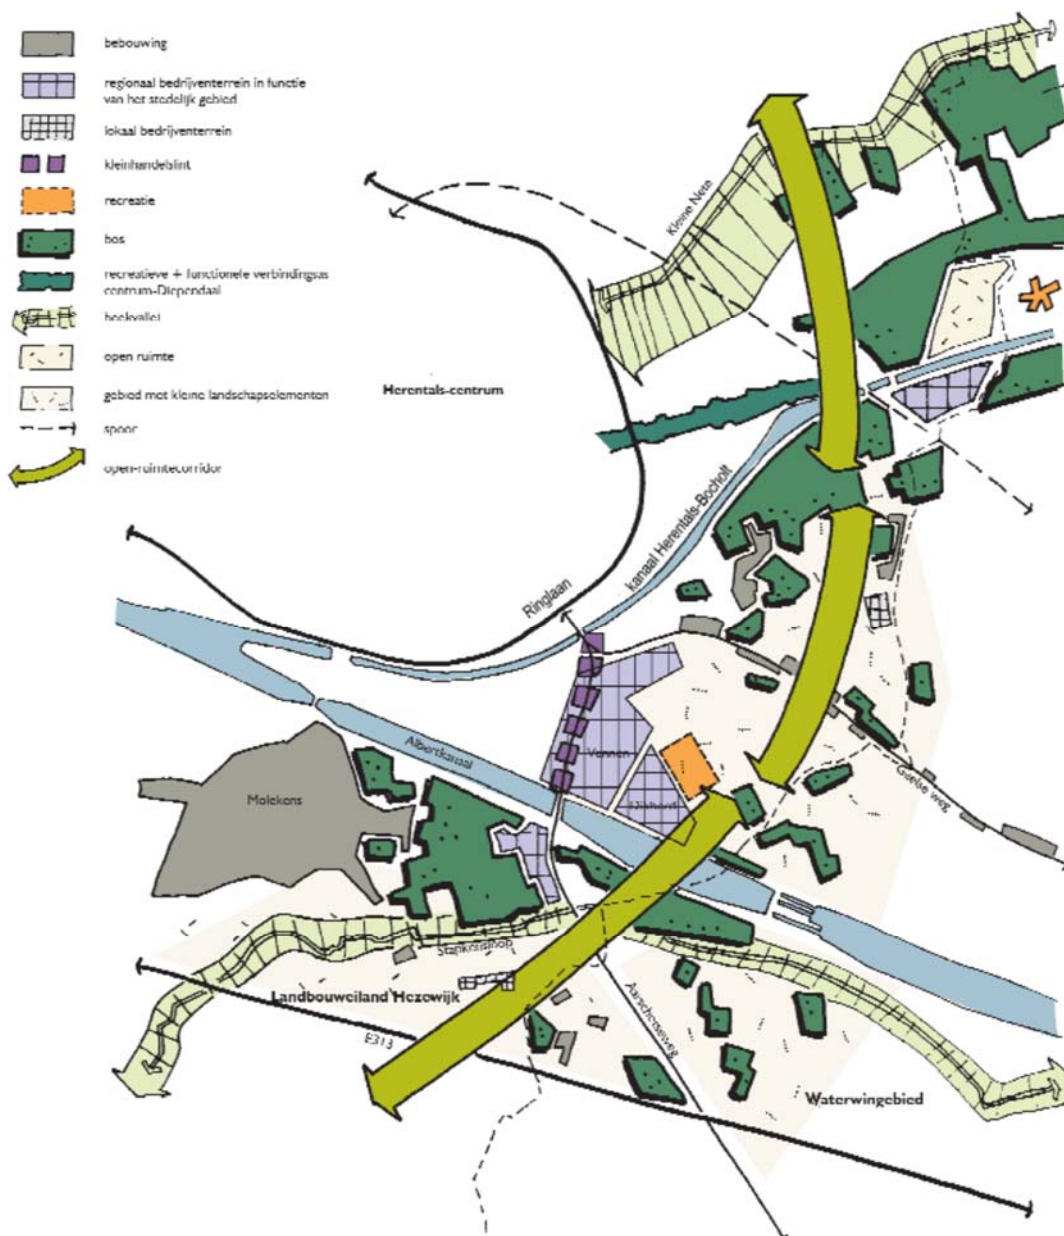 bebouwing
regionaal bedrijventerrein in functie
van het stedelijk gebied
lokaal bedrijventerrein
kleinhandelslint
recreatie
bos
recreatieve + functionele verbindingsas
centrum-Diependaal
beekvallei
open ruimte
gebied met kleine landschapselementen
spoor
open-ruimtecorridor
Kleine Nete
Herentals-centrum
kanaal Herentals-Bocholt
Ringlaan
Albertkanaal
Vennen
Molekens
Geelse weg
Landbouweiland Hezewijk
E313
Aarschotseweg
Waterwingebied